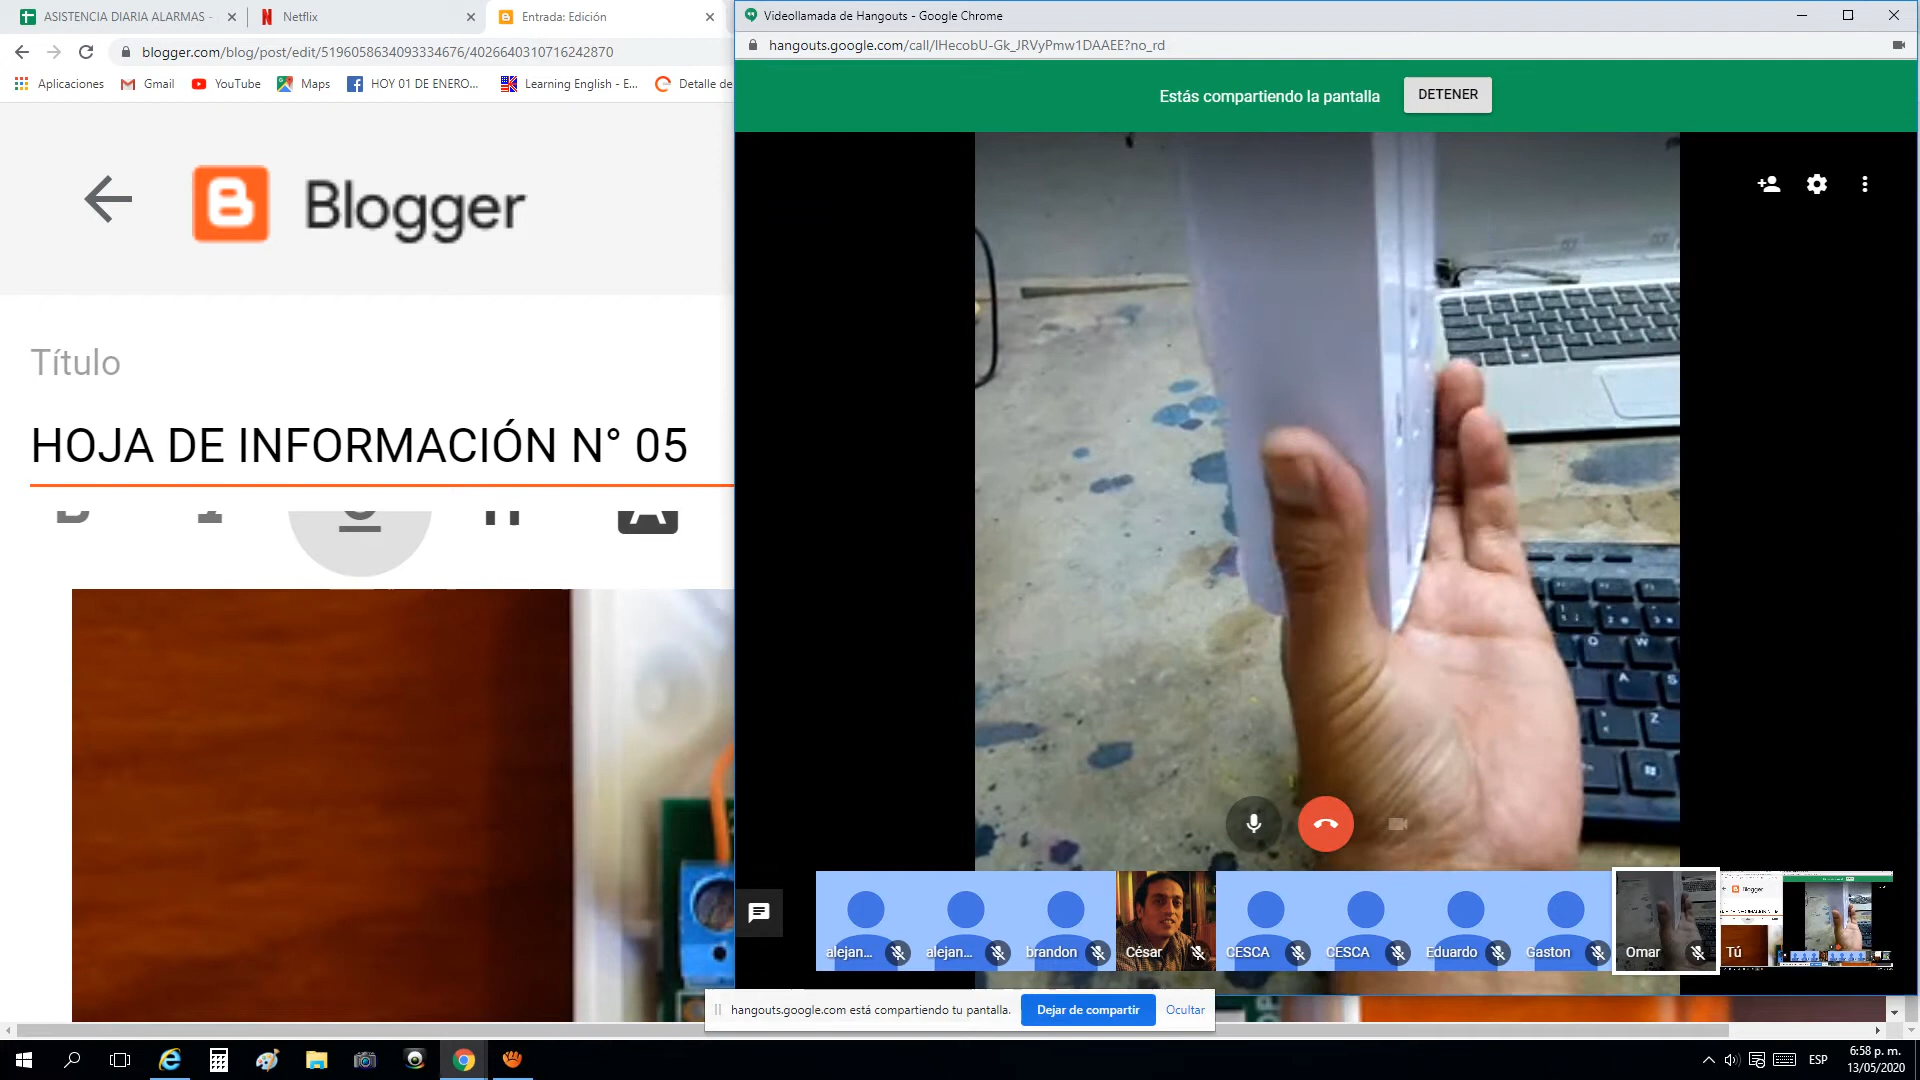 ASISTENCIA DIARIA ALARMAS -
Netflix
Entrada: Edición
blogger.com/blog/post/edit/5196058634093334676/4026640310716242870
Aplicaciones
Gmail
YouTube
Maps
HOY 01 DE ENERO...
Learning English - E...
Detalle de
Blogger
Título
HOJA DE INFORMACIÓN N° 05
Videollamada de Hangouts - Google Chrome
hangouts.google.com/call/lHecobU-Gk_JRVyPmw1DAAEE?no_rd
Estás compartiendo la pantalla
DETENER
alejan...
alejan...
brandon
César
CESCA
CESCA
Eduardo
Gaston
Omar
Tú
hangouts.google.com está compartiendo tu pantalla.
Dejar de compartir
Ocultar
ESP
6:58 p. m.
13/05/2020